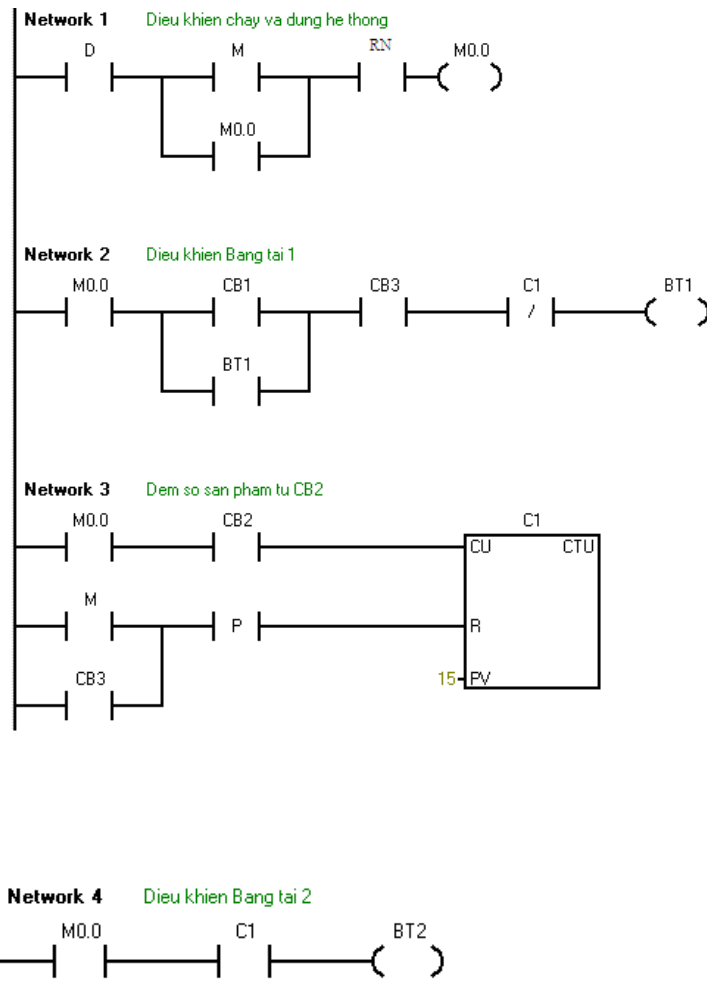 Network 1 Dieu khien chay va dung he thong
D M RN M0.0
M0.0
Network 2 Dieu khien Bang tai 1
M0.0 CB1 CB3 C1 BT1
/
BT1
Network 3 Dem so san pham tu CB2
M0.0 CB2 C1
CU CTU
M
P R
CB3
15 PV
Network 4 Dieu khien Bang tai 2
M0.0 C1 BT2